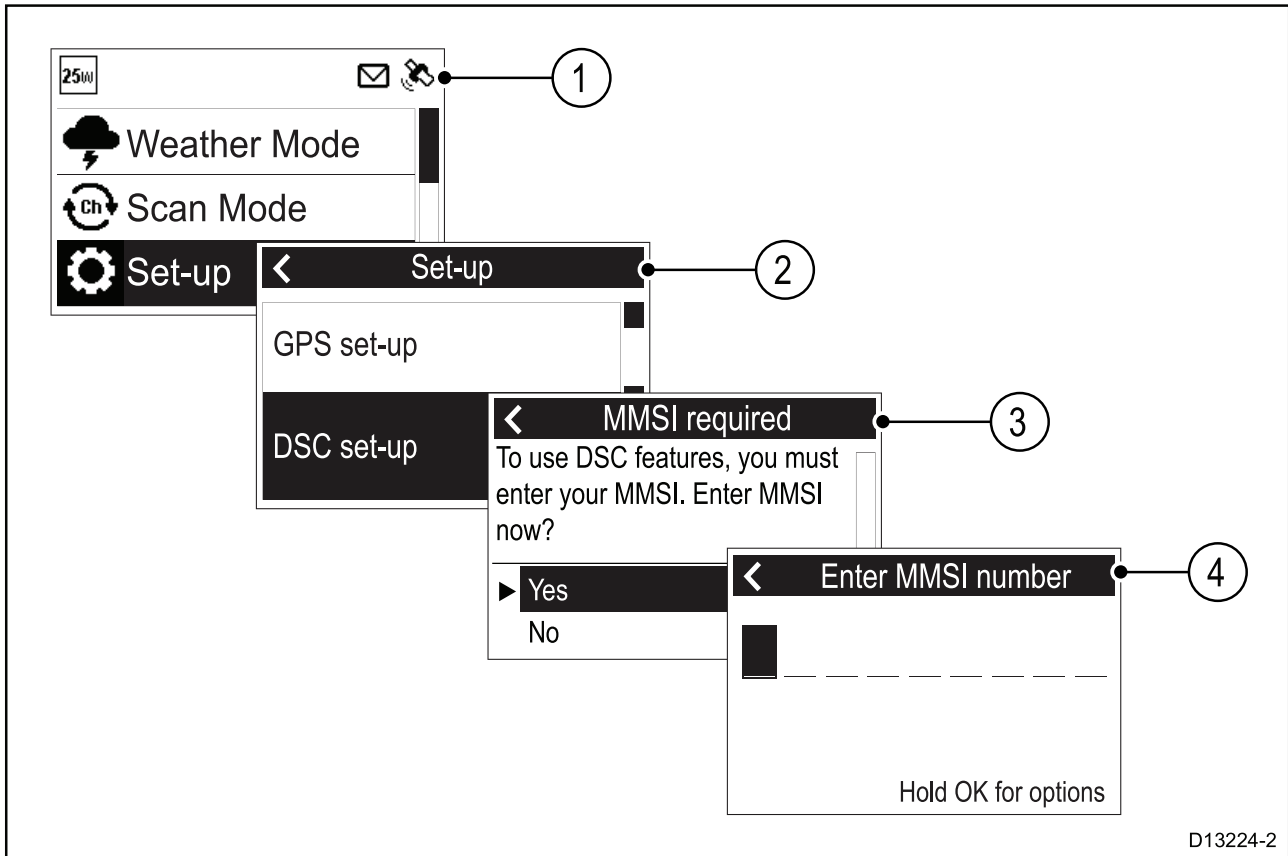 25W
1
Weather Mode
Ch
Scan Mode
Set-up
Set-up
2
GPS set-up
DSC set-up
MMSI required
3
To use DSC features, you must
enter your MMSI. Enter MMSI
now?
Yes
No
Enter MMSI number
4
Hold OK for options
D13224-2